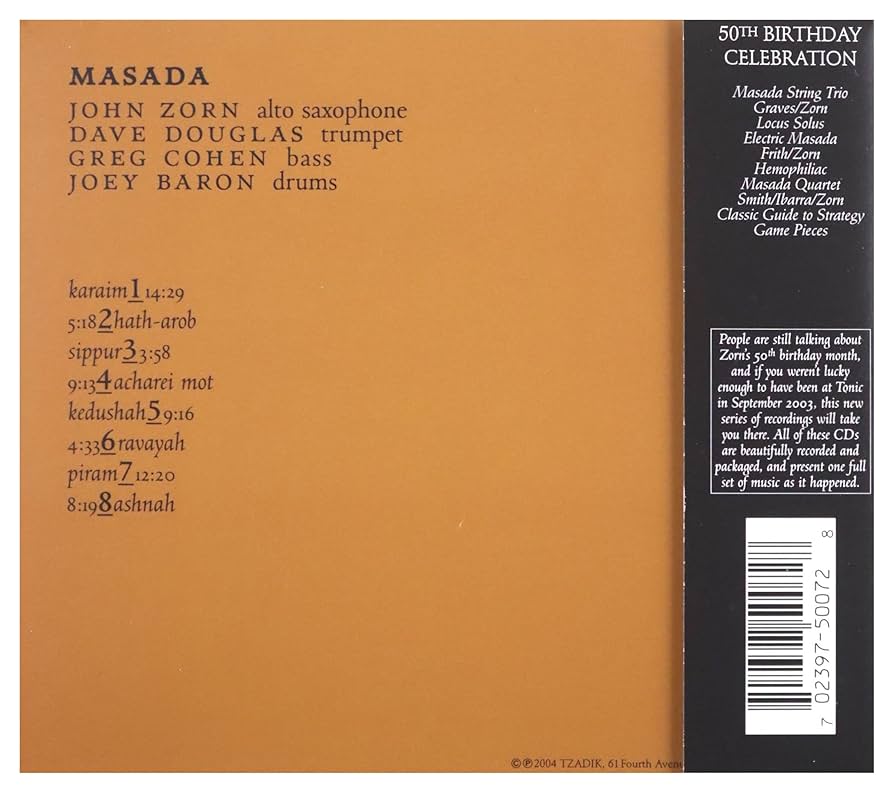 MASADA
JOHN ZORN alto saxophone
DAVE DOUGLAS trumpet
GREG COHEN bass
JOEY BARON drums
karaim 1 14:29
5:18 2 hath-arob
sippur 3 3:58
9:13 4 acharei mot
kedushah 5 9:16
4:33 6 ravayah
piram 7 12:20
8:19 8 ashnah
©℗2004 TZADIK, 61 Fourth Avenu
50TH BIRTHDAY
CELEBRATION
Masada String Trio
Graves/Zorn
Locus Solus
Electric Masada
Frith/Zorn
Hemophiliac
Masada Quartet
Smith/Ibarra/Zorn
Classic Guide to Strategy
Game Pieces
People are still talking about
Zorn's 50th birthday month,
and if you weren't lucky
enough to have been at Tonic
in September 2003, this new
series of recordings will take
you there. All of these CDs
are beautifully recorded and
packaged, and present one full
set of music as it happened.
7 02397-50072 8